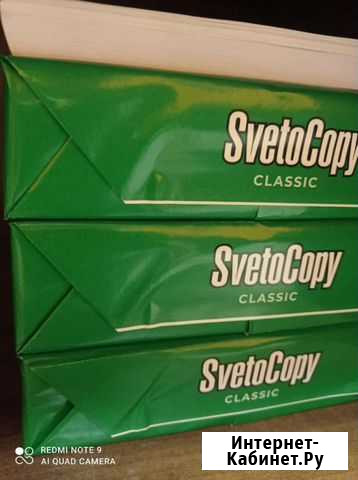 SvetoCopy
CLASSIC
SvetoCopy
CLASSIC
SvetoCopy
CLASSIC
REDMI NOTE 9
AI QUAD CAMERA
Интернет-
Кабинет.Ру